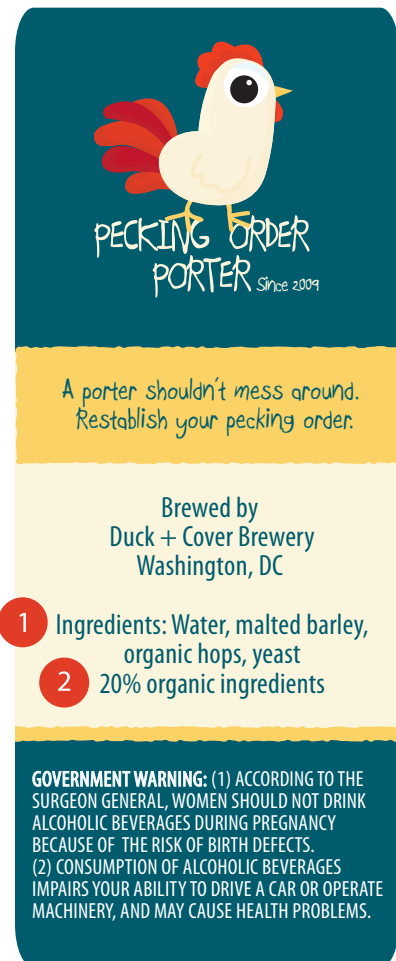 PECKING ORDER
PORTER Since 2009
A porter shouldn't mess around.
Restablish your pecking order.
Brewed by
Duck + Cover Brewery
Washington, DC
1 Ingredients: Water, malted barley,
organic hops, yeast
2 20% organic ingredients
GOVERNMENT WARNING: (1) ACCORDING TO THE
SURGEON GENERAL, WOMEN SHOULD NOT DRINK
ALCOHOLIC BEVERAGES DURING PREGNANCY
BECAUSE OF THE RISK OF BIRTH DEFECTS.
(2) CONSUMPTION OF ALCOHOLIC BEVERAGES
IMPAIRS YOUR ABILITY TO DRIVE A CAR OR OPERATE
MACHINERY, AND MAY CAUSE HEALTH PROBLEMS.